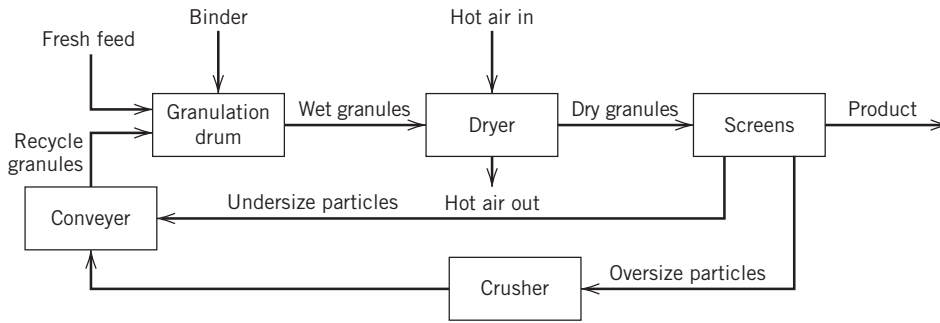 Binder
Hot air in
Fresh feed
Granulation
drum
Wet granules
Dryer
Dry granules
Screens
Product
Recycle
granules
Conveyer
Undersize particles
Hot air out
Crusher
Oversize particles